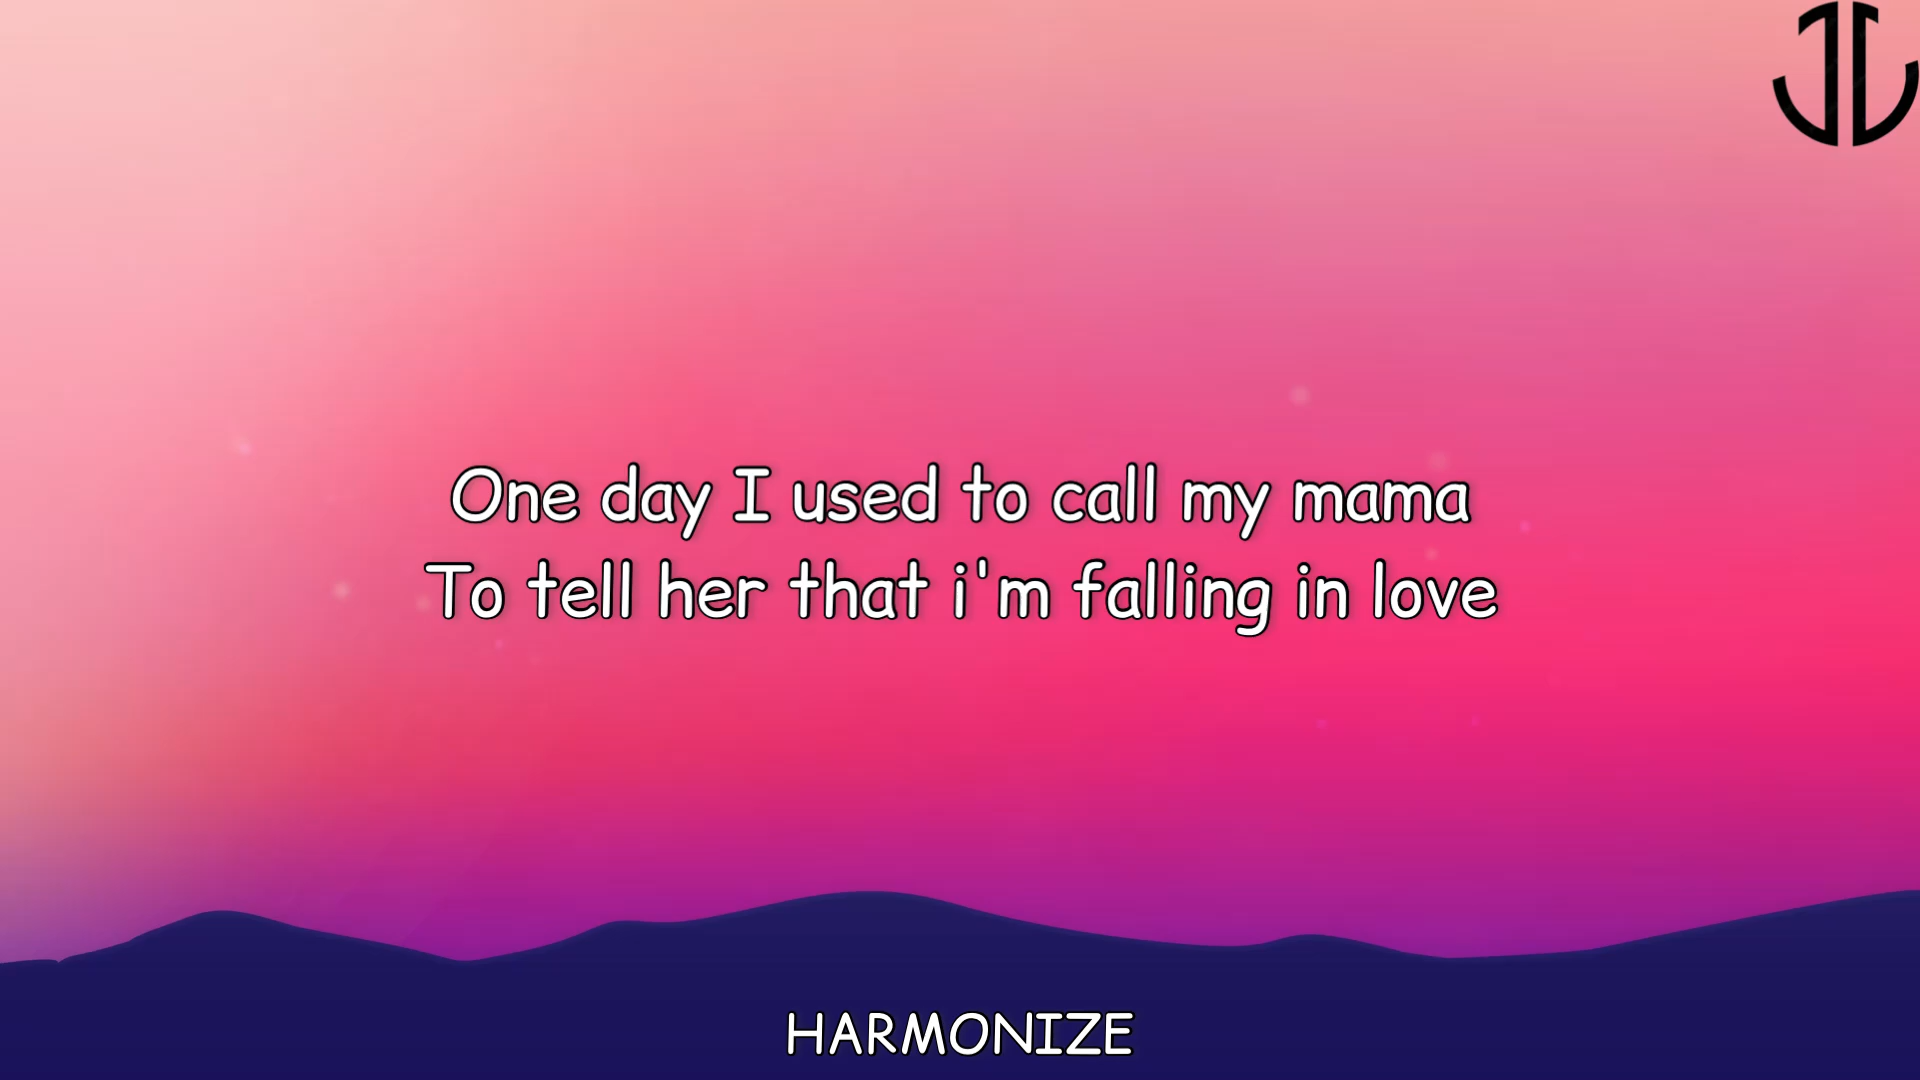 One day I used to call my mama
To tell her that i'm falling in love
HARMONIZE